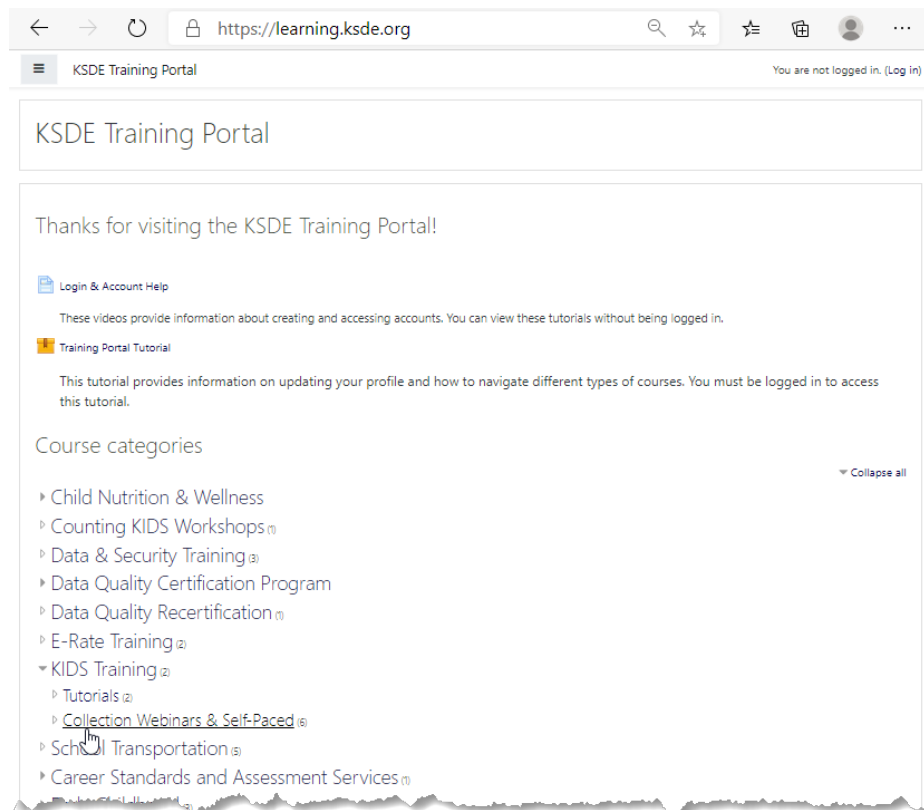 https://learning.ksde.org
KSDE Training Portal
You are not logged in. (Log in)
KSDE Training Portal
Thanks for visiting the KSDE Training Portal!
Login & Account Help
These videos provide information about creating and accessing accounts. You can view these tutorials without being logged in.
Training Portal Tutorial
This tutorial provides information on updating your profile and how to navigate different types of courses. You must be logged in to access
this tutorial.
Course categories
Collapse all
Child Nutrition & Wellness
Counting KIDS Workshops (1)
Data & Security Training (3)
Data Quality Certification Program
Data Quality Recertification (1)
E-Rate Training (2)
KIDS Training (2)
Tutorials (2)
Collection Webinars & Self-Paced (6)
School Transportation (5)
Career Standards and Assessment Services (1)